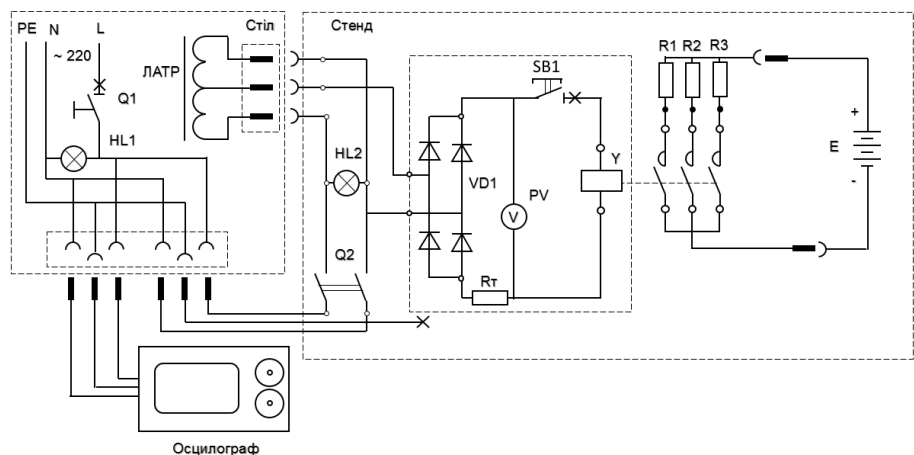 Стіл
Стенд
PE N L
~ 220
ЛАТР
Q1
HL1
R1 R2 R3
SB1
+
E
-
HL2
VD1
PV
V
Y
Q2
Rт
Осцилограф